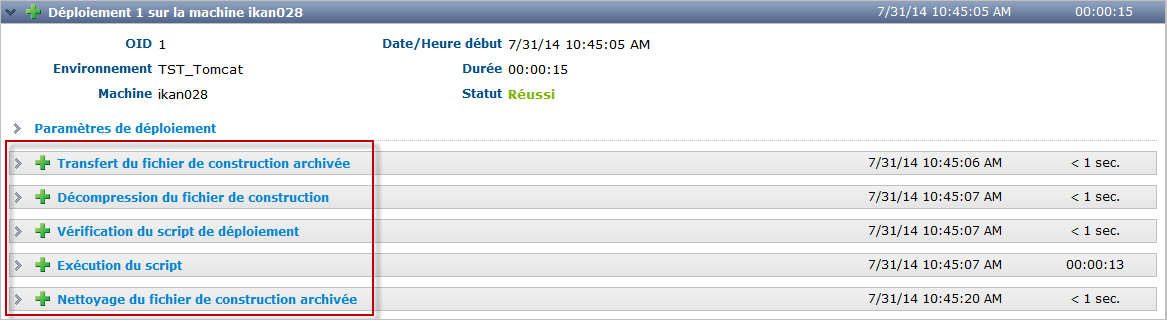 Déploiement 1 sur la machine ikan028 7/31/14 10:45:05 AM 00:00:15
OID 1 Date/Heure début 7/31/14 10:45:05 AM
Environnement TST_Tomcat Durée 00:00:15
Machine ikan028 Statut Réussi
Paramètres de déploiement
Transfert du fichier de construction archivée 7/31/14 10:45:06 AM < 1 sec.
Décompression du fichier de construction 7/31/14 10:45:07 AM < 1 sec.
Vérification du script de déploiement 7/31/14 10:45:07 AM < 1 sec.
Exécution du script 7/31/14 10:45:07 AM 00:00:13
Nettoyage du fichier de construction archivée 7/31/14 10:45:20 AM < 1 sec.